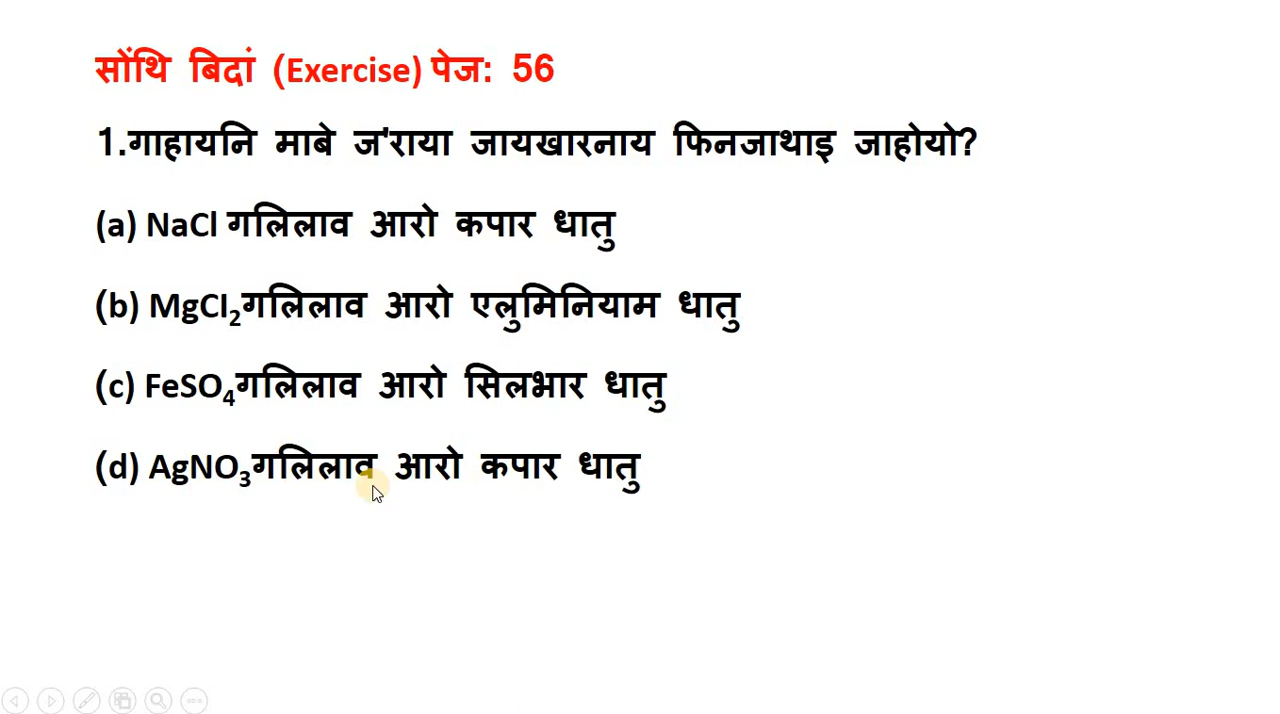 सोंथि बिदां (Exercise) पेज: 56
1.गाहायनि माबे ज'राया जायखारनाय फिनजाथाइ जाहोयो?
(a) NaCl गलिलाव आरो कपार धातु
(b) MgCl₂गलिलाव आरो एलुमिनियाम धातु
(c) FeSO₄गलिलाव आरो सिलभार धातु
(d) AgNO₃गलिलाव आरो कपार धातु